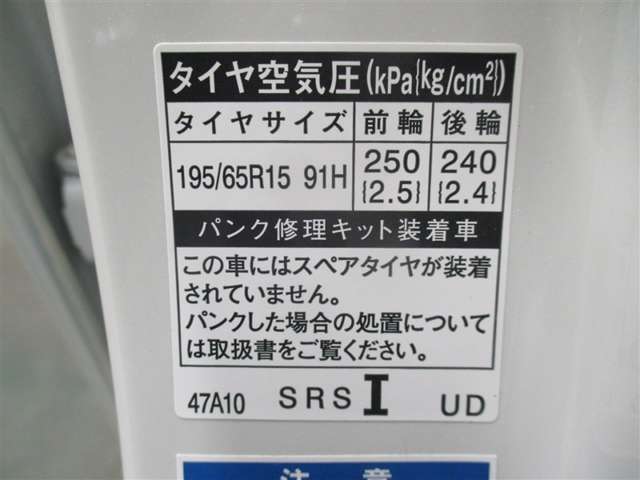 タイヤ空気圧(kPa{kg/cm²})
タイヤサイズ 前輪 後輪
195/65R15 91H 250 240
{2.5} {2.4}
パンク修理キット装着車
この車にはスペアタイヤが装着
されていません。
パンクした場合の処置について
は取扱書をご覧ください。
47A10 SRS I UD
注意